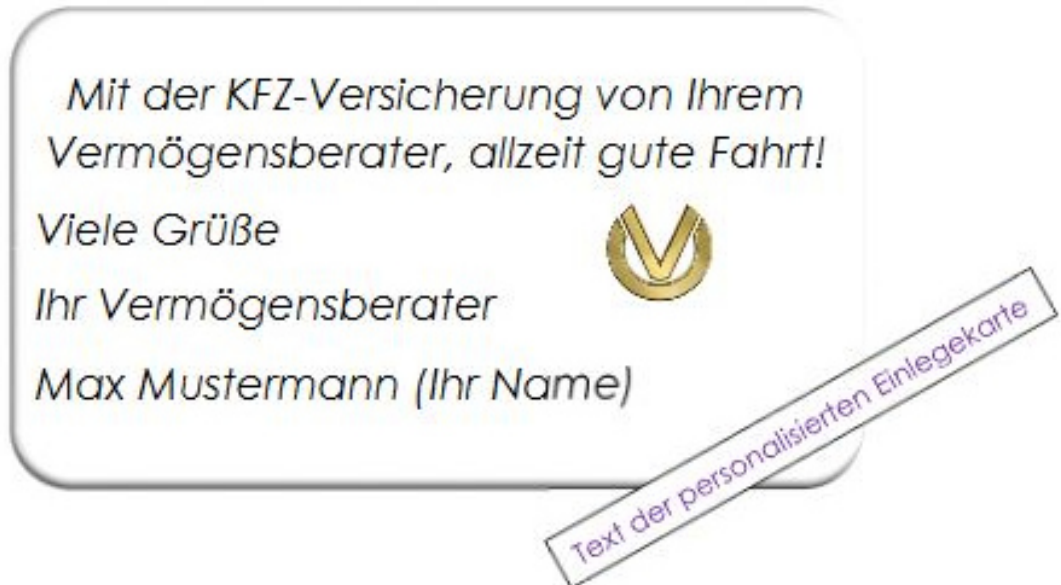 Mit der KFZ-Versicherung von Ihrem
Vermögensberater, allzeit gute Fahrt!
Viele Grüße
Ihr Vermögensberater
Max Mustermann (Ihr Name)
Text der personalisierten Einlegekarte